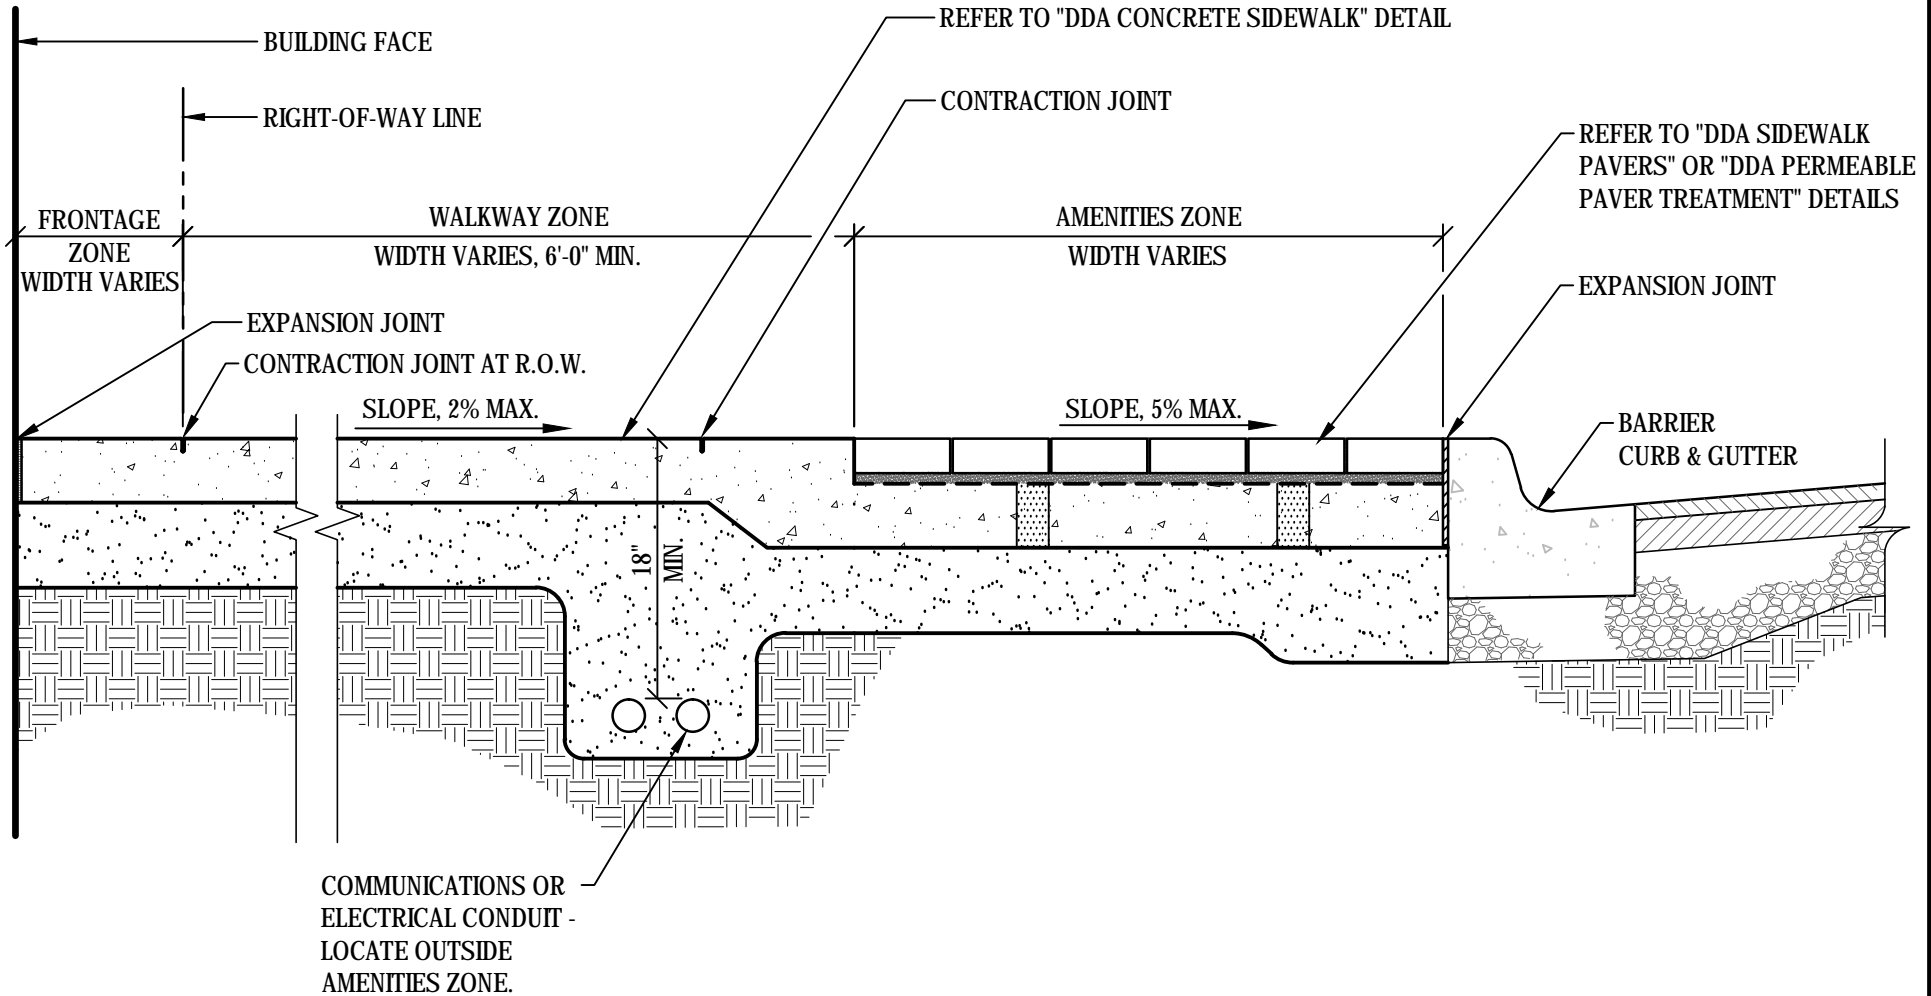 REFER TO "DDA CONCRETE SIDEWALK" DETAIL
BUILDING FACE
CONTRACTION JOINT
RIGHT-OF-WAY LINE
REFER TO "DDA SIDEWALK
PAVERS" OR "DDA PERMEABLE
PAVER TREATMENT" DETAILS
FRONTAGE
ZONE
WIDTH VARIES
WALKWAY ZONE
WIDTH VARIES, 6'-0" MIN.
AMENITIES ZONE
WIDTH VARIES
EXPANSION JOINT
EXPANSION JOINT
CONTRACTION JOINT AT R.O.W.
SLOPE, 2% MAX.
SLOPE, 5% MAX.
BARRIER
CURB & GUTTER
18"
MIN.
COMMUNICATIONS OR
ELECTRICAL CONDUIT -
LOCATE OUTSIDE
AMENITIES ZONE.